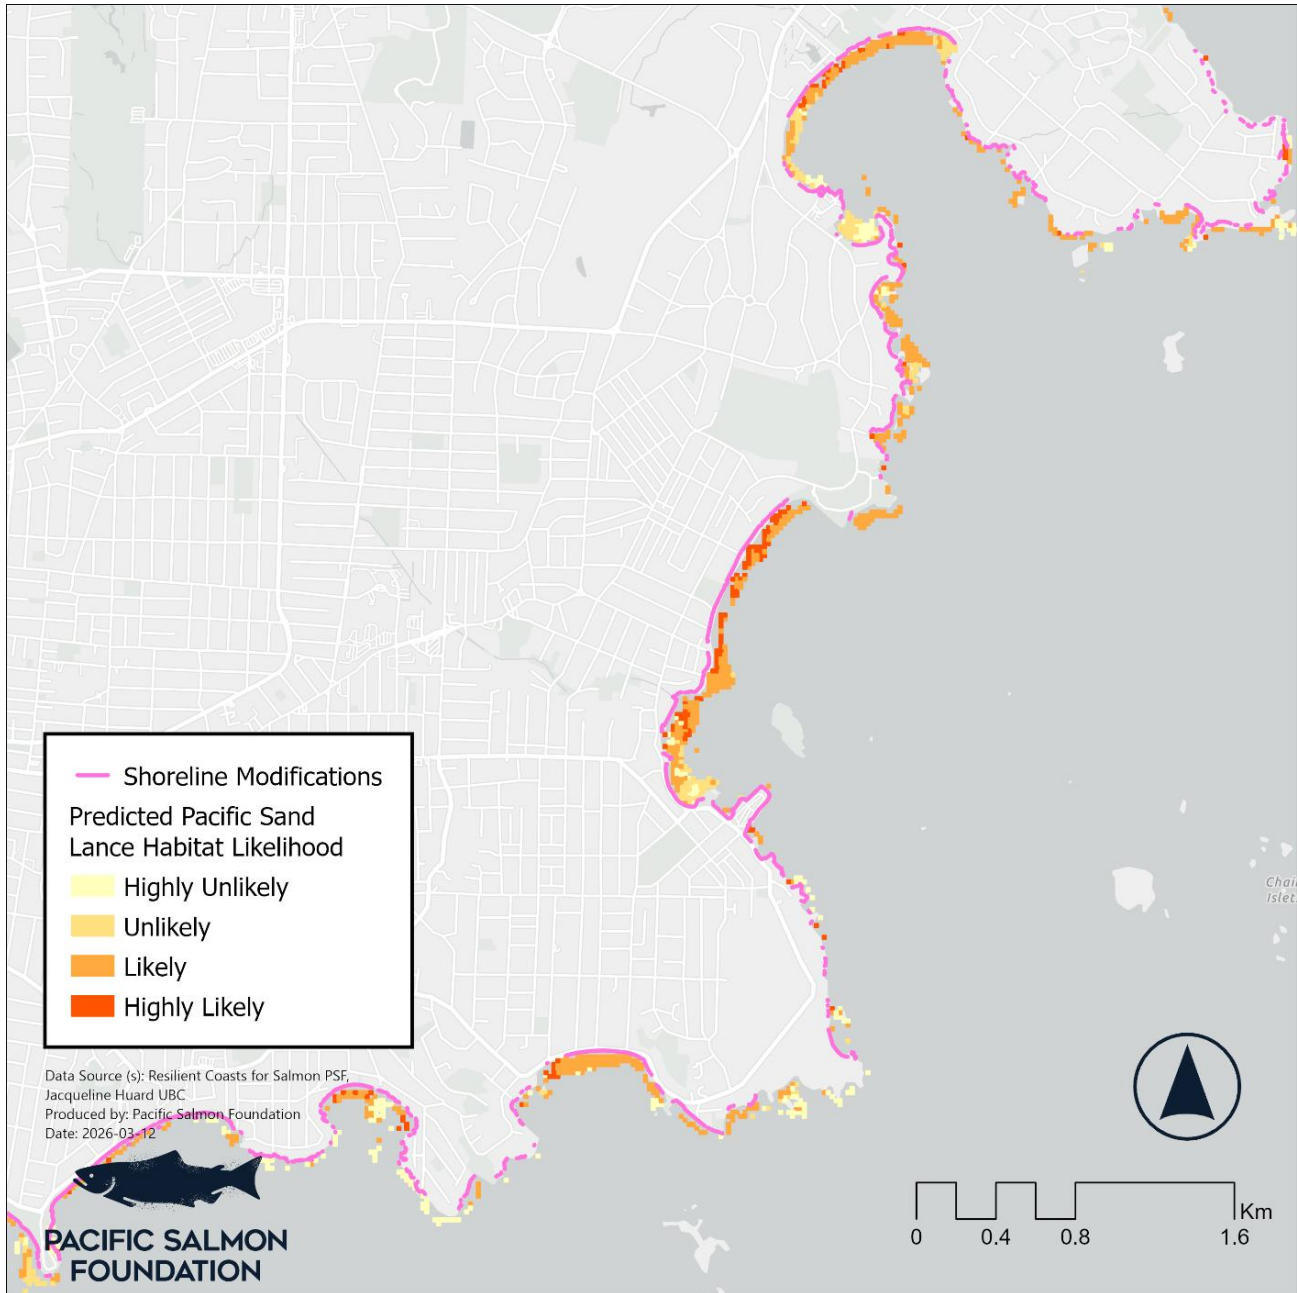 Shoreline Modifications
Predicted Pacific Sand
Lance Habitat Likelihood
Highly Unlikely
Unlikely
Likely
Highly Likely
Data Source (s): Resilient Coasts for Salmon PSF,
Jacqueline Huard UBC
Produced by: Pacific Salmon Foundation
Date: 2026-03-12
PACIFIC SALMON
FOUNDATION
Chain
Islet
Km
0 0.4 0.8 1.6